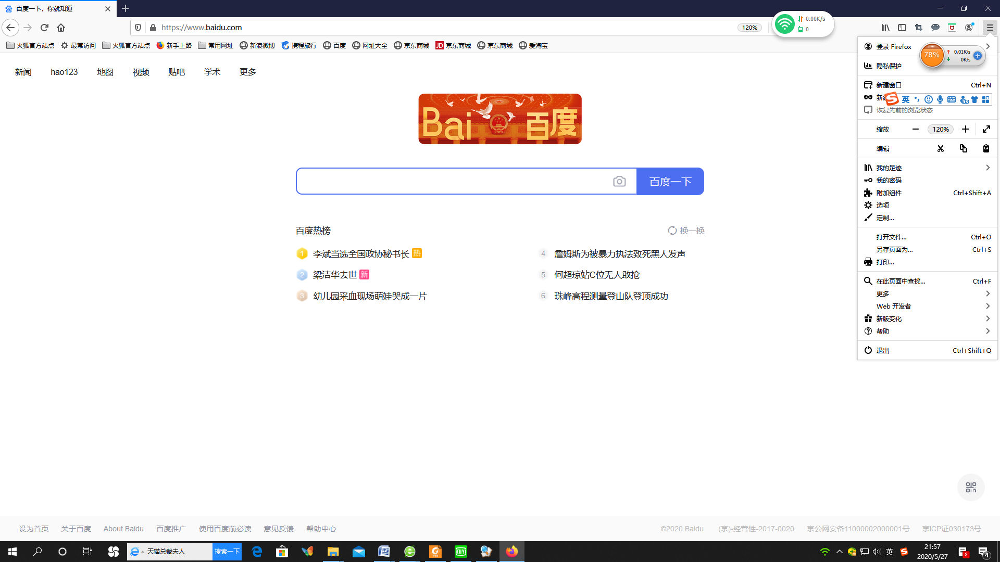 百度一下，你就知道
https://www.baidu.com
120%
0.00K/s
0
火狐官方站点 最常访问 火狐官方站点 新手上路 常用网址 新浪微博 携程旅行 百度 网址大全 京东商城 JD 京东商城 京东商城 爱淘宝
新闻 hao123 地图 视频 贴吧 学术 更多
Bai 百度
百度一下
百度热榜 换一换
1 李斌当选全国政协秘书长 热
2 梁洁华去世 新
3 幼儿园采血现场萌娃哭成一片
4 詹姆斯为被暴力执法致死黑人发声
5 何超琼站C位无人敢抢
6 珠峰高程测量登山队登顶成功
登录 Firefox
78% 0.01K/s
0K/s
隐私保护
新建窗口 Ctrl+N
新建
英
恢复先前的浏览状态
缩放 120%
编辑
我的足迹
我的密码
附加组件 Ctrl+Shift+A
选项
定制...
打开文件... Ctrl+O
另存页面为... Ctrl+S
打印...
在此页面中查找... Ctrl+F
更多
Web 开发者
新版变化
帮助
退出 Ctrl+Shift+Q
设为首页 关于百度 About Baidu 百度推广 使用百度前必读 意见反馈 帮助中心 ©2020 Baidu (京)-经营性-2017-0020 京公网安备11000002000001号 京ICP证030173号
天猫总裁夫人 搜索一下
英
21:57
2020/5/27
8
4